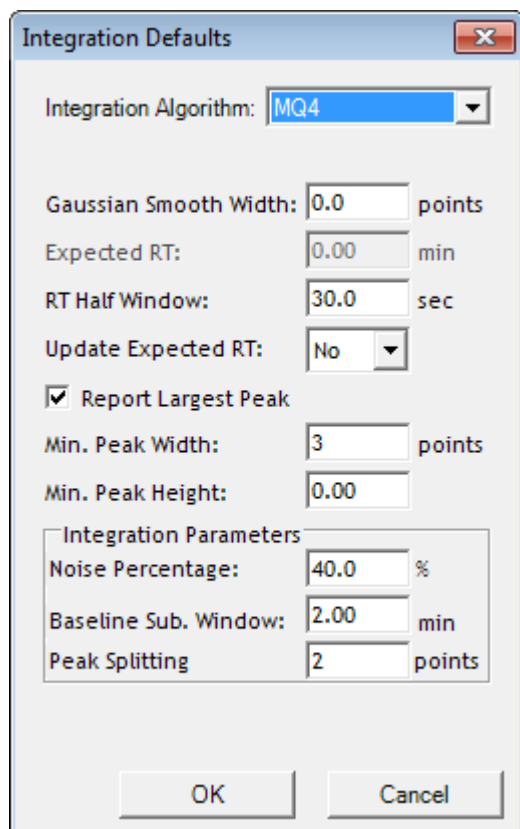 Integration Defaults
Integration Algorithm: MQ4
Gaussian Smooth Width: 0.0 points
Expected RT: 0.00 min
RT Half Window: 30.0 sec
Update Expected RT: No
Report Largest Peak
Min. Peak Width: 3 points
Min. Peak Height: 0.00
Integration Parameters
Noise Percentage: 40.0 %
Baseline Sub. Window: 2.00 min
Peak Splitting 2 points
OK Cancel